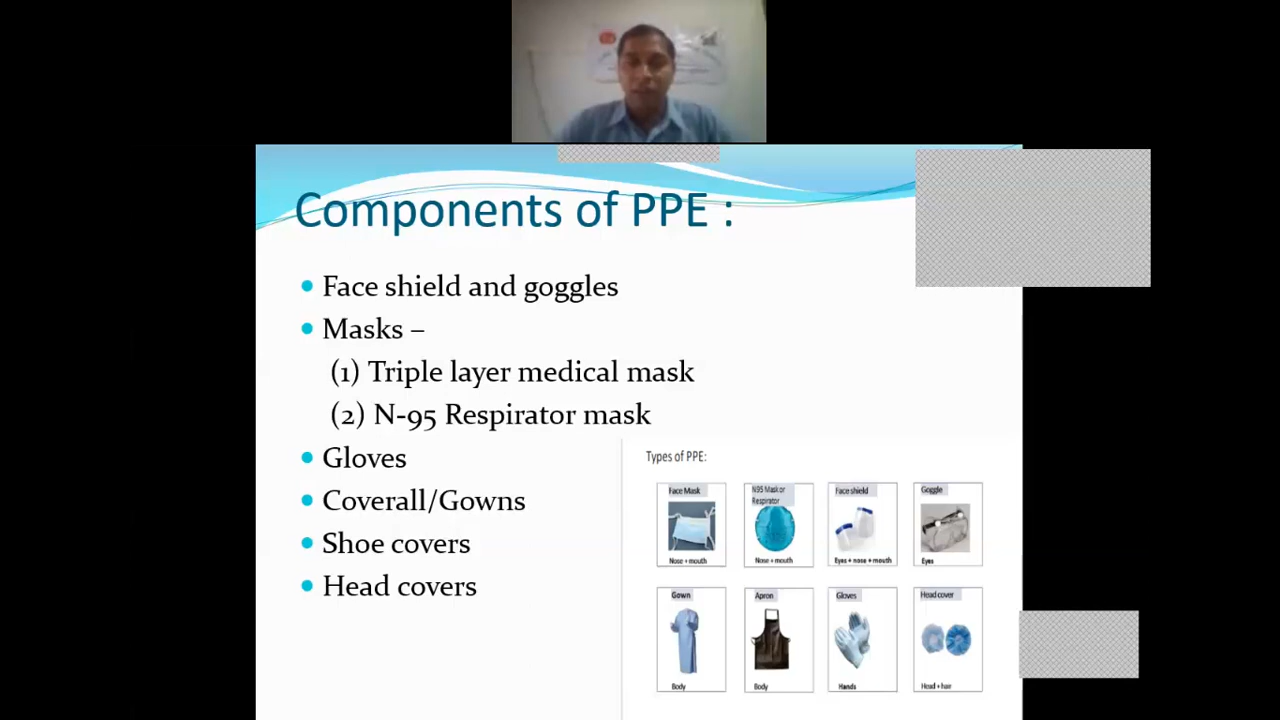 Components of PPE :
Face shield and goggles
Masks –
(1) Triple layer medical mask
(2) N-95 Respirator mask
Gloves
Coverall/Gowns
Shoe covers
Head covers
Types of PPE:
Face Mask
Nose + mouth
N95 Mask or
Respirator
Nose + mouth
Face shield
Eyes + nose + mouth
Goggle
Eyes
Gown
Body
Apron
Body
Gloves
Hands
Head cover
Head + hair